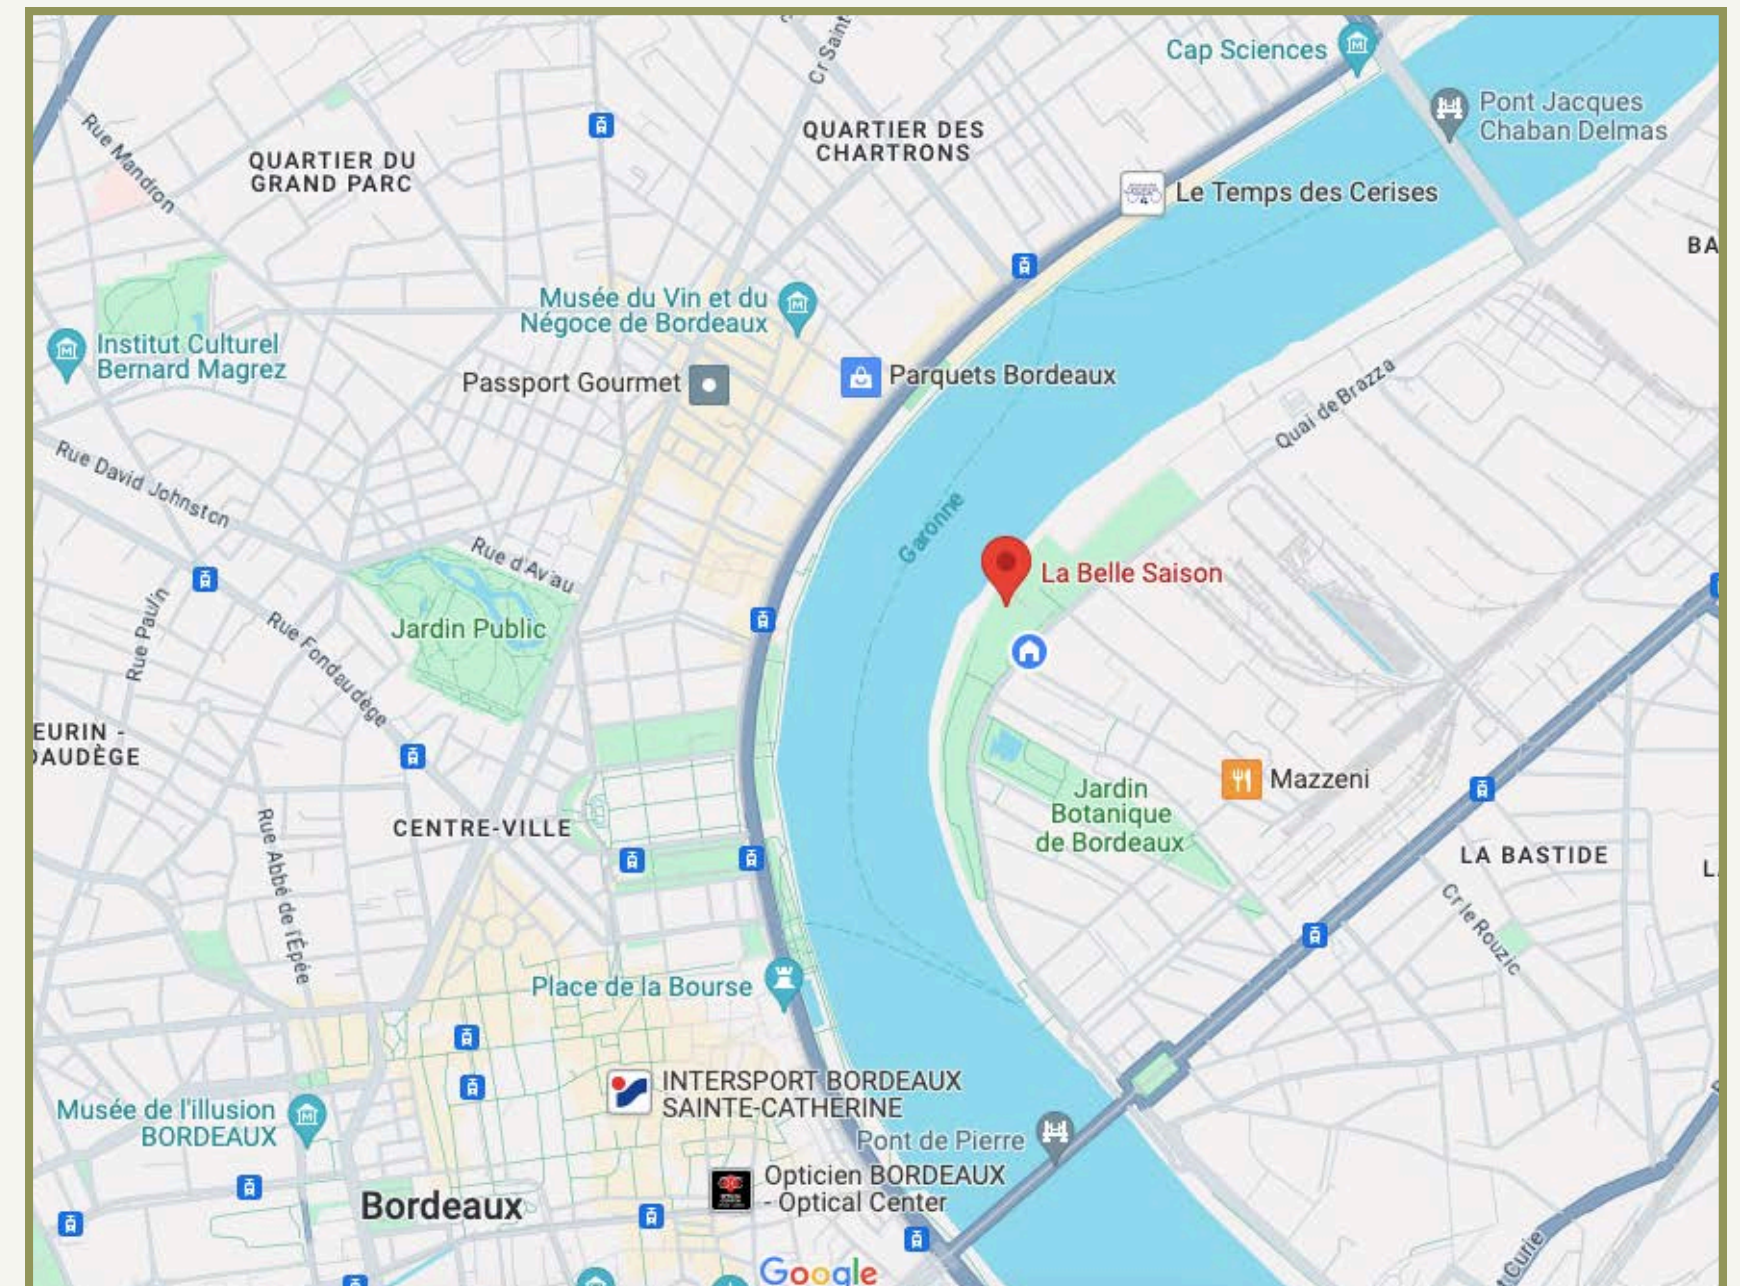 Cr Saint-
Cap Sciences
Pont Jacques
Chaban Delmas
Rue Mandron
QUARTIER DU
GRAND PARC
QUARTIER DES
CHARTRONS
Le Temps des Cerises
BA
Musée du Vin et du
Négoce de Bordeaux
Institut Culturel
Bernard Magrez
Passport Gourmet
Parquets Bordeaux
Quai de Brazza
Rue David Johnston
Garonne
Rue d'Aviau
La Belle Saison
Rue Paulin
Jardin Public
Rue Fondaudège
EURIN -
DAUDÈGE
Mazzeni
Jardin
Botanique
de Bordeaux
CENTRE-VILLE
Rue Abbé de l'Épée
LA BASTIDE
L
Cr le Rouzic
Place de la Bourse
INTERSPORT BORDEAUX
SAINTE-CATHERINE
Musée de l'illusion
BORDEAUX
Pont de Pierre
Opticien BORDEAUX
- Optical Center
Bordeaux
Curie
Google